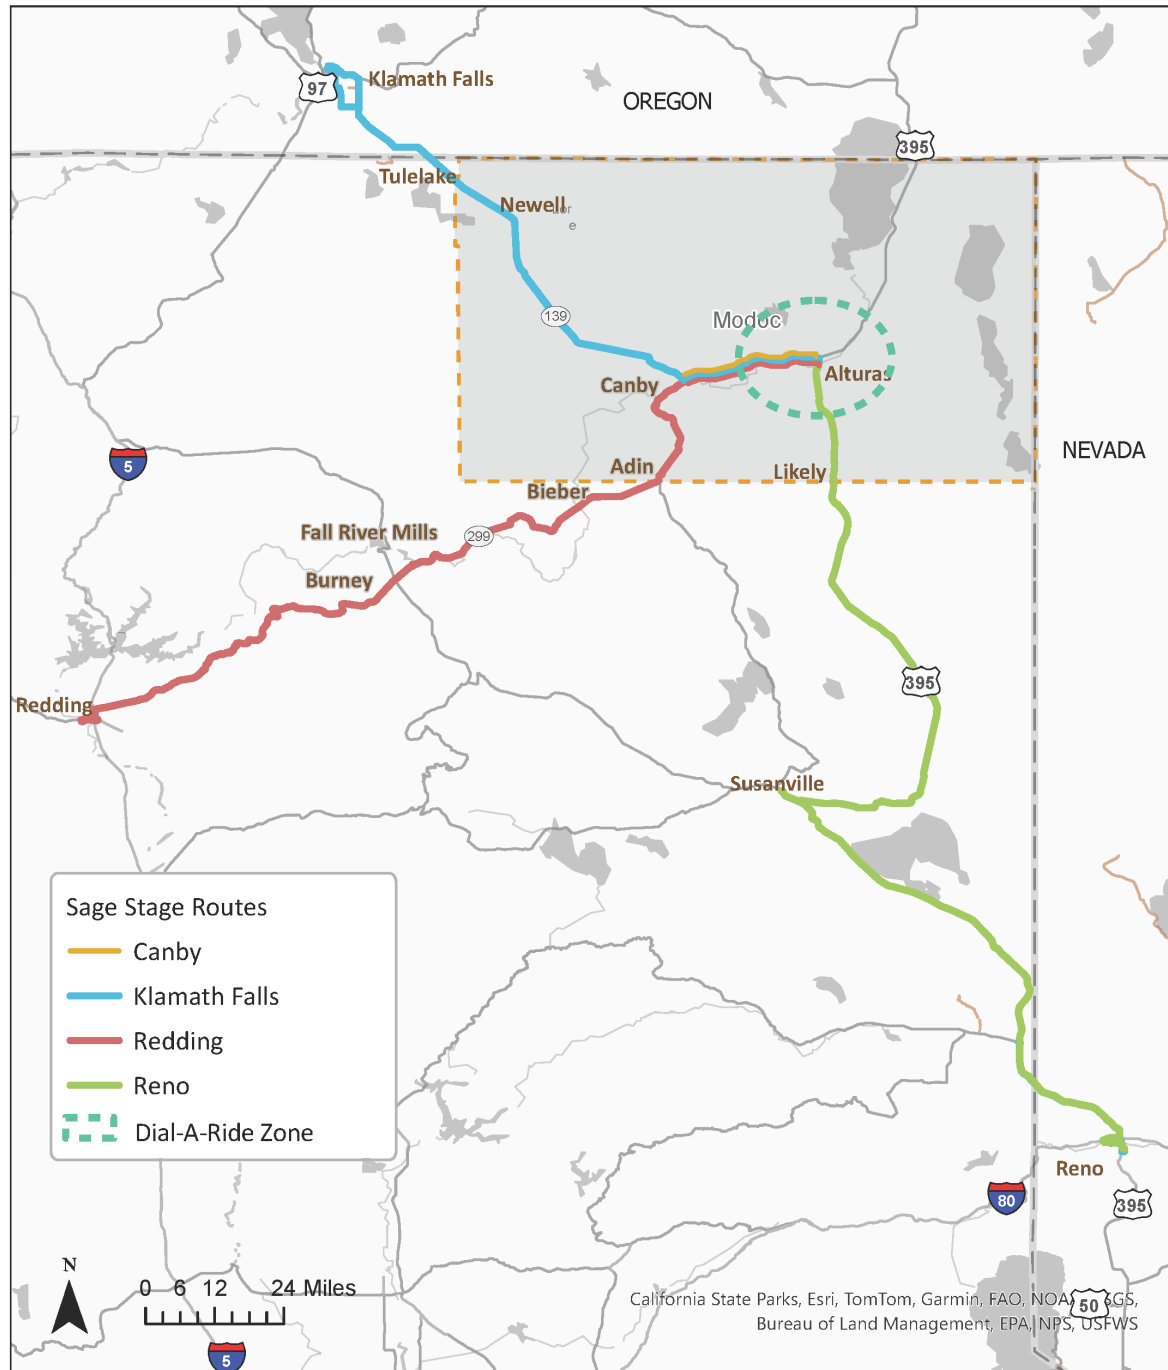 Klamath Falls
97
OREGON
395
Tulelake
Newell
Lor
e
139
Modoc
Canby
Alturas
NEVADA
5
Adin
Likely
Bieber
Fall River Mills
299
Burney
395
Redding
Susanville
Sage Stage Routes
Canby
Klamath Falls
Redding
Reno
Dial-A-Ride Zone
Reno
80
395
N
0 6 12 24 Miles
5
50
California State Parks, Esri, TomTom, Garmin, FAO, NOAA, USGS,
Bureau of Land Management, EPA, NPS, USFWS